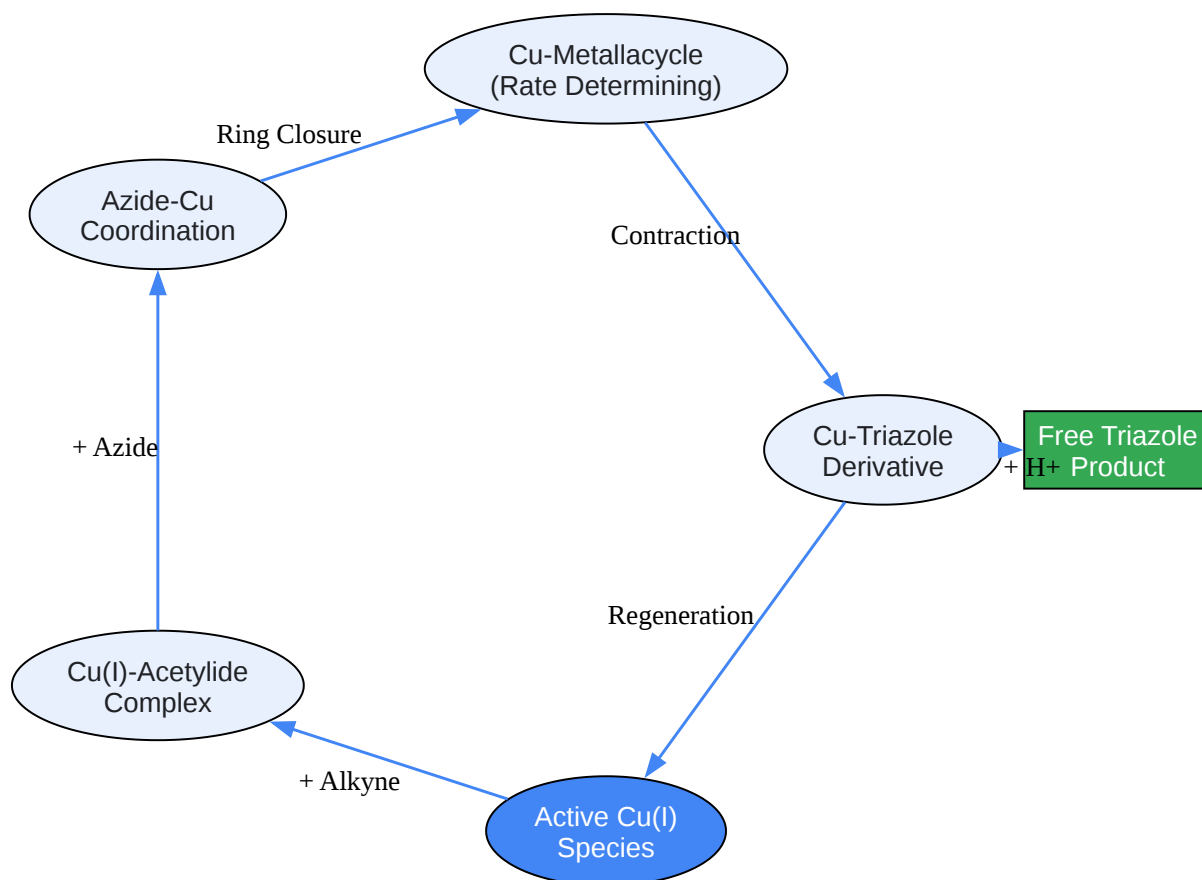 Cu-Metallacycle
(Rate Determining)
Ring Closure
Azide-Cu
Coordination
Contraction
+ Azide
Cu-Triazole
Derivative
+ H+
Free Triazole
Product
Regeneration
Cu(I)-Acetylide
Complex
+ Alkyne
Active Cu(I)
Species